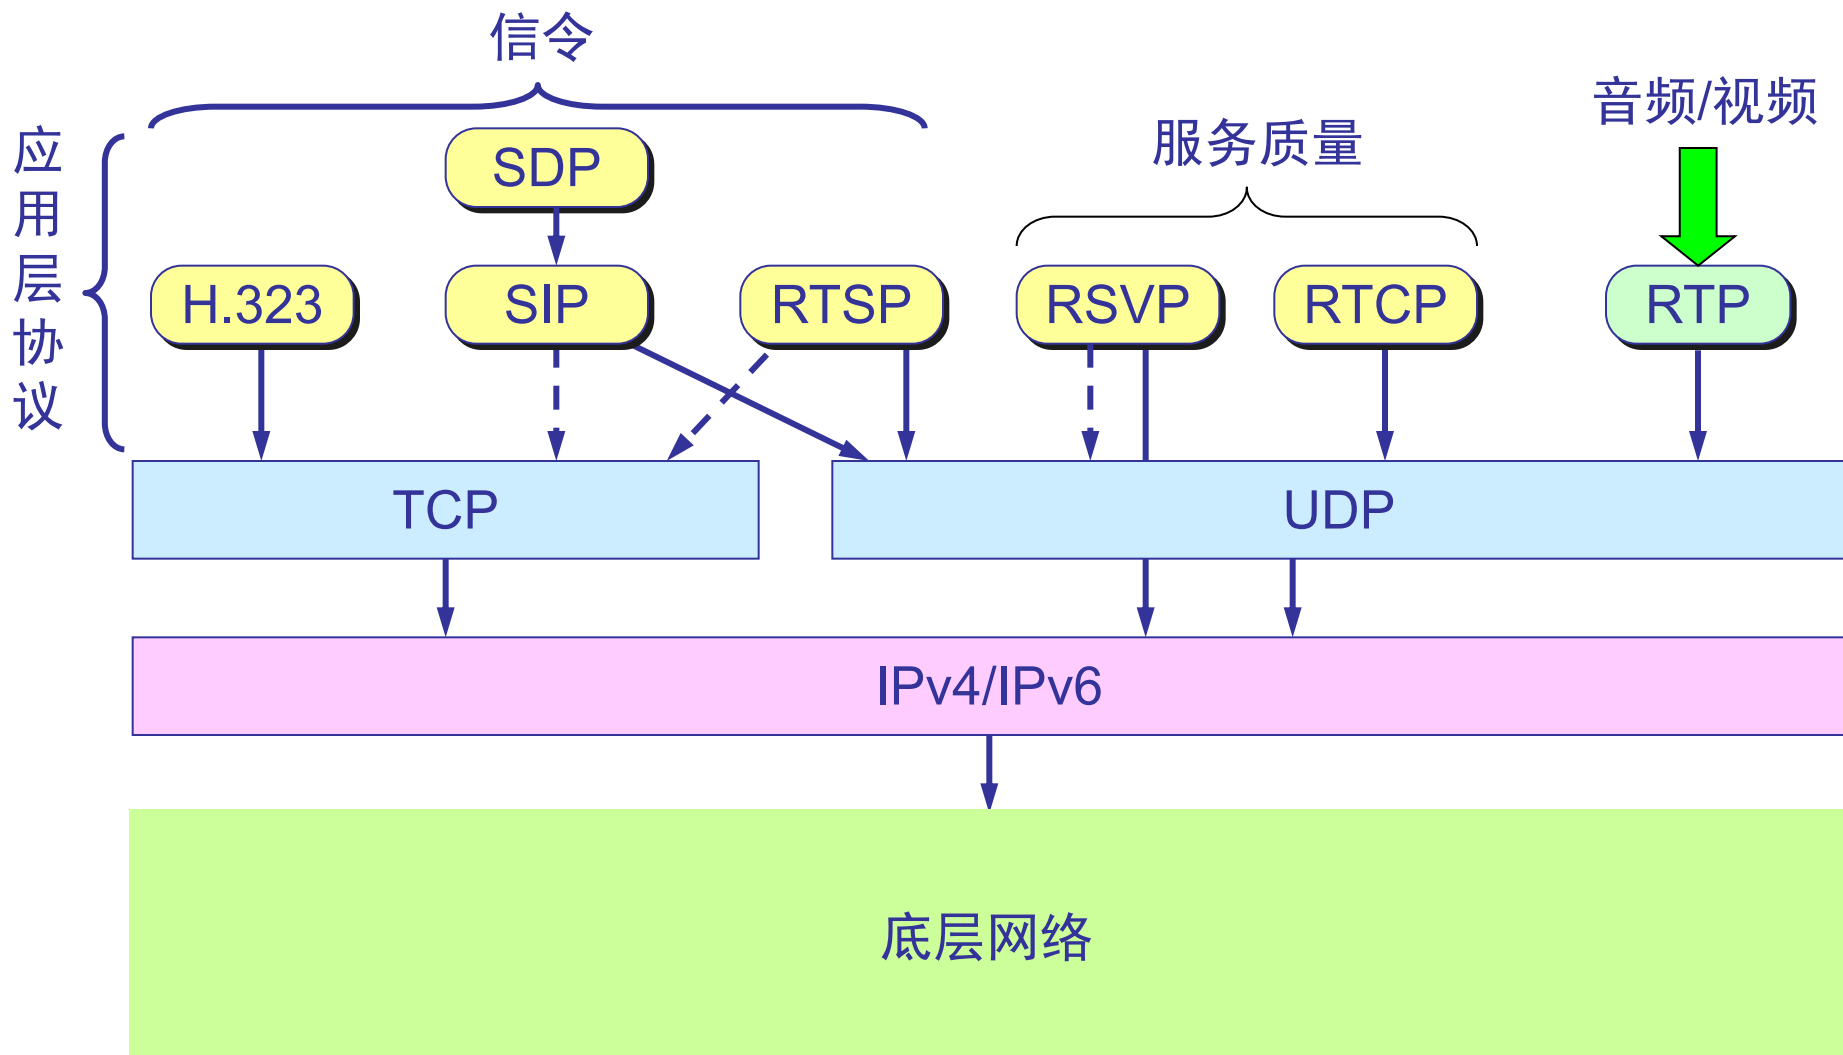 信令
音频/视频
服务质量
应用层协议
SDP
H.323
SIP
RTSP
RSVP
RTCP
RTP
TCP
UDP
IPv4/IPv6
底层网络